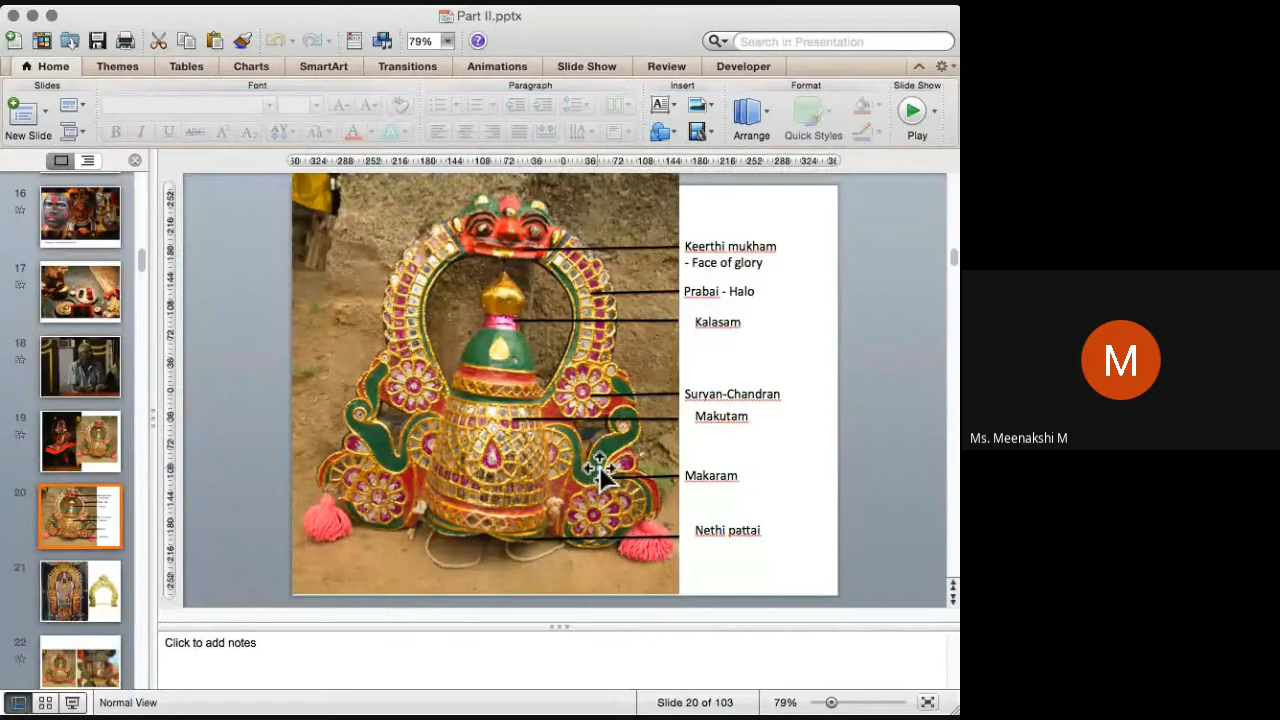 Part II.pptx
79%
Search in Presentation
Home Themes Tables Charts SmartArt Transitions Animations Slide Show Review Developer
Slides Font Paragraph Insert Format Slide Show
New Slide Arrange Quick Styles Play
16
17
18
19
20
21
22
Keerthi mukham
- Face of glory
Prabai - Halo
Kalasam
Suryan-Chandran
Makutam
Makaram
Nethi pattai
M
Ms. Meenakshi M
Click to add notes
Normal View Slide 20 of 103 79%